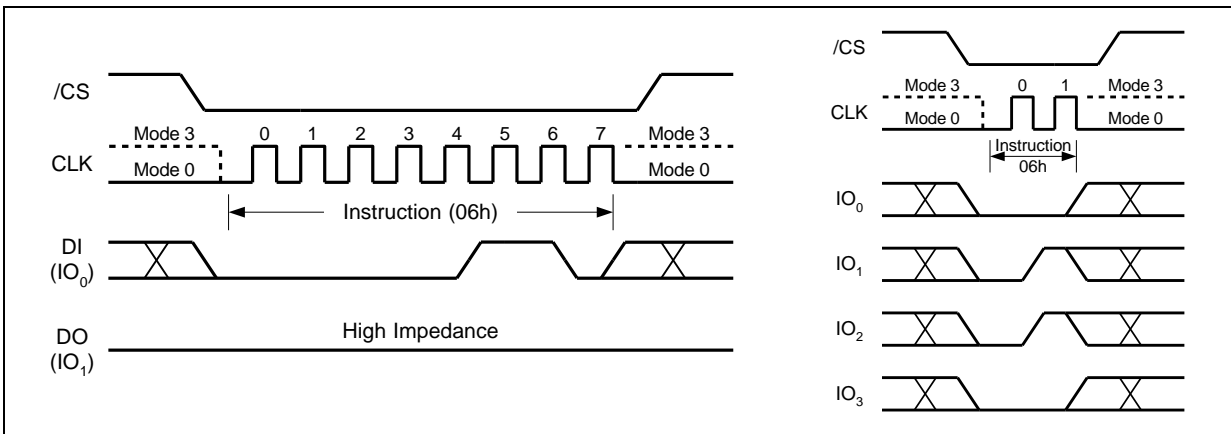 /CS
Mode 3 0 1 2 3 4 5 6 7 Mode 3
CLK
Mode 0 Mode 0
Instruction (06h)
DI
(IO0)
High Impedance
DO
(IO1)
/CS
Mode 3 0 1 Mode 3
CLK
Mode 0 Mode 0
Instruction
06h
IO0
IO1
IO2
IO3